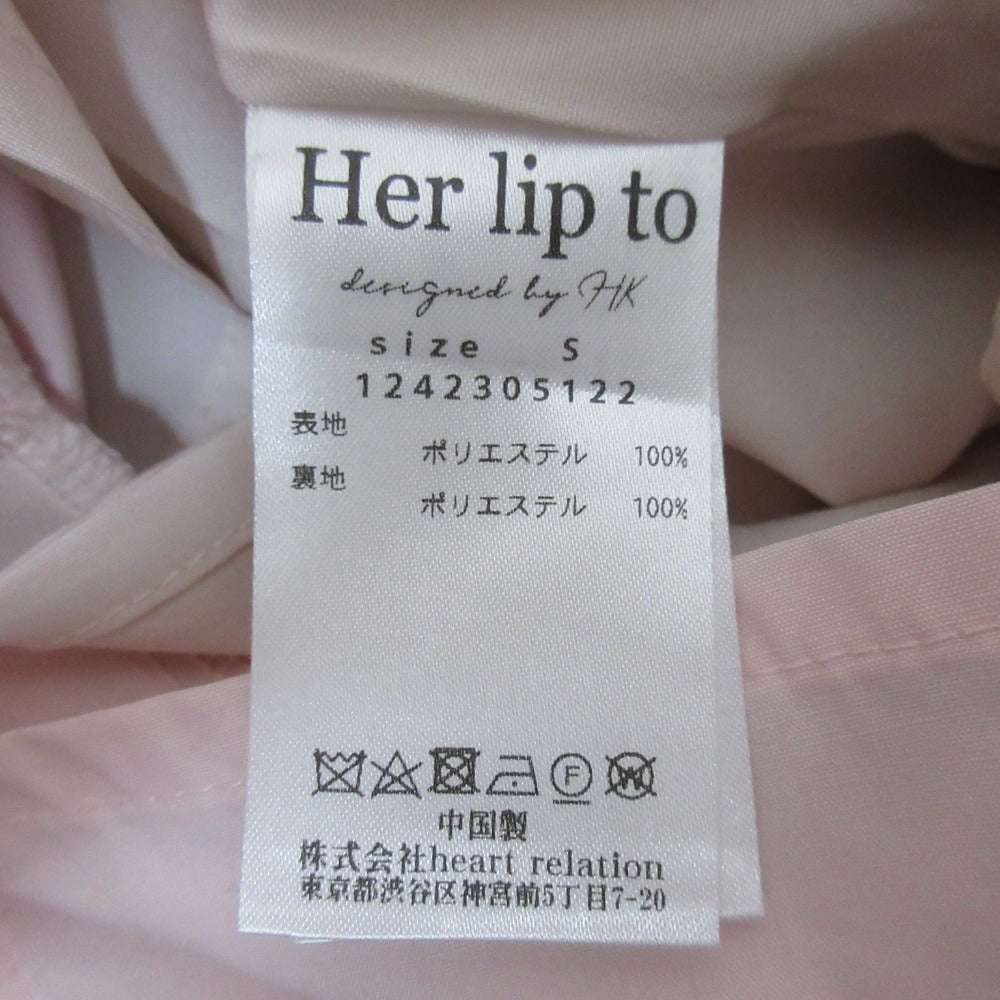 Her lip to
designed by HK
size S
1242305122
表地
ポリエステル 100%
裏地
ポリエステル 100%
F
W
中国製
株式会社heart relation
東京都渋谷区神宮前5丁目7-20